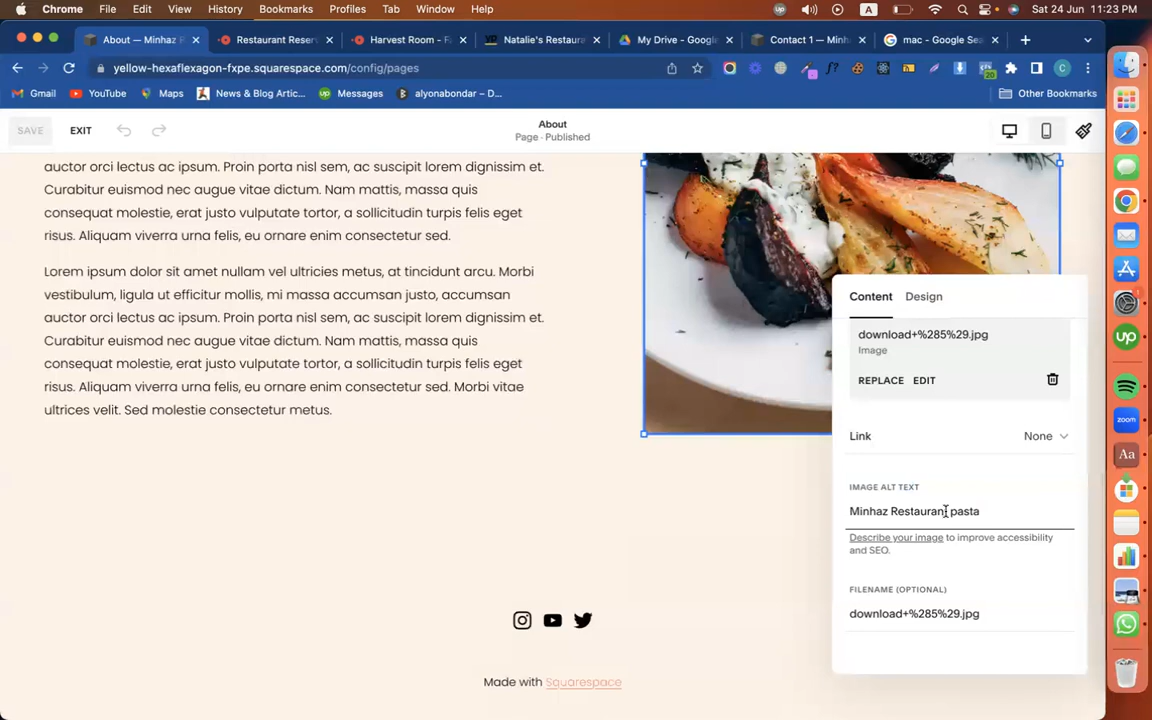 Chrome File Edit View History Bookmarks Profiles Tab Window Help A Sat 24 Jun 11:23 PM
About — Minhaz R Restaurant Reser Harvest Room - Fa Natalie's Restaura My Drive - Google Contact 1 — Minha mac - Google Sea
yellow-hexaflexagon-fxpe.squarespace.com/config/pages
Gmail YouTube Maps News & Blog Artic... Messages alyonabondar – D... Other Bookmarks
SAVE EXIT
About
Page · Published
auctor orci lectus ac ipsum. Proin porta nisl sem, ac suscipit lorem dignissim et.
Curabitur euismod nec augue vitae dictum. Nam mattis, massa quis
consequat molestie, erat justo vulputate tortor, a sollicitudin turpis felis eget
risus. Aliquam viverra urna felis, eu ornare enim consectetur sed.
Lorem ipsum dolor sit amet nullam vel ultricies metus, at tincidunt arcu. Morbi
vestibulum, ligula ut efficitur mollis, mi massa accumsan justo, accumsan
auctor orci lectus ac ipsum. Proin porta nisl sem, ac suscipit lorem dignissim et.
Curabitur euismod nec augue vitae dictum. Nam mattis, massa quis
consequat molestie, erat justo vulputate tortor, a sollicitudin turpis felis eget
risus. Aliquam viverra urna felis, eu ornare enim consectetur sed. Morbi vitae
ultrices velit. Sed molestie consectetur metus.
Content Design
download+%285%29.jpg
Image
REPLACE EDIT
Link None
IMAGE ALT TEXT
Minhaz Restaurant pasta
Describe your image to improve accessibility
and SEO.
FILENAME (OPTIONAL)
download+%285%29.jpg
Made with Squarespace